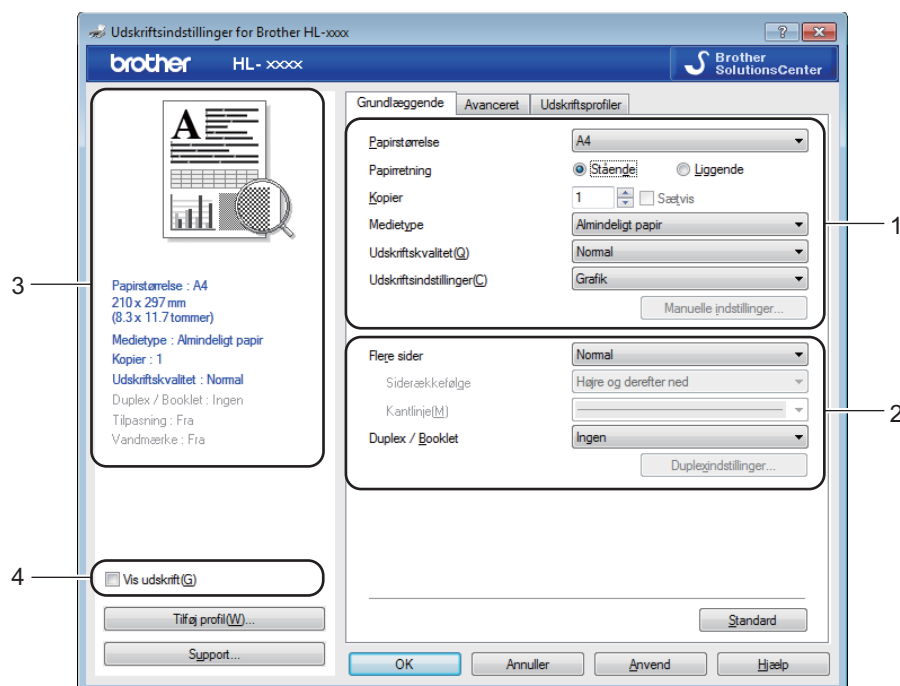 Udskriftsindstillinger for Brother HL-xxxx
brother HL- xxxx
Brother
SolutionsCenter
Grundlæggende Avanceret Udskriftsprofiler
Papirstørrelse A4
Papirretning Stående Liggende
Kopier 1 Sætvis
Medietype Almindeligt papir
Udskriftskvalitet(Q) Normal
Udskriftsindstillinger(C) Grafik
Manuelle indstillinger...
1
Flere sider Normal
Siderækkefølge Højre og derefter ned
Kantlinje(M)
Duplex / Booklet Ingen
Duplexindstillinger...
2
A
3
Papirstørrelse : A4
210 x 297 mm
(8.3 x 11.7 tommer)
Medietype : Almindeligt papir
Kopier : 1
Udskriftskvalitet : Normal
Duplex / Booklet : Ingen
Tilpasning : Fra
Vandmærke : Fra
4
Vis udskrift(G)
Tilføj profil(W)...
Support...
Standard
OK Annuller Anvend Hjælp